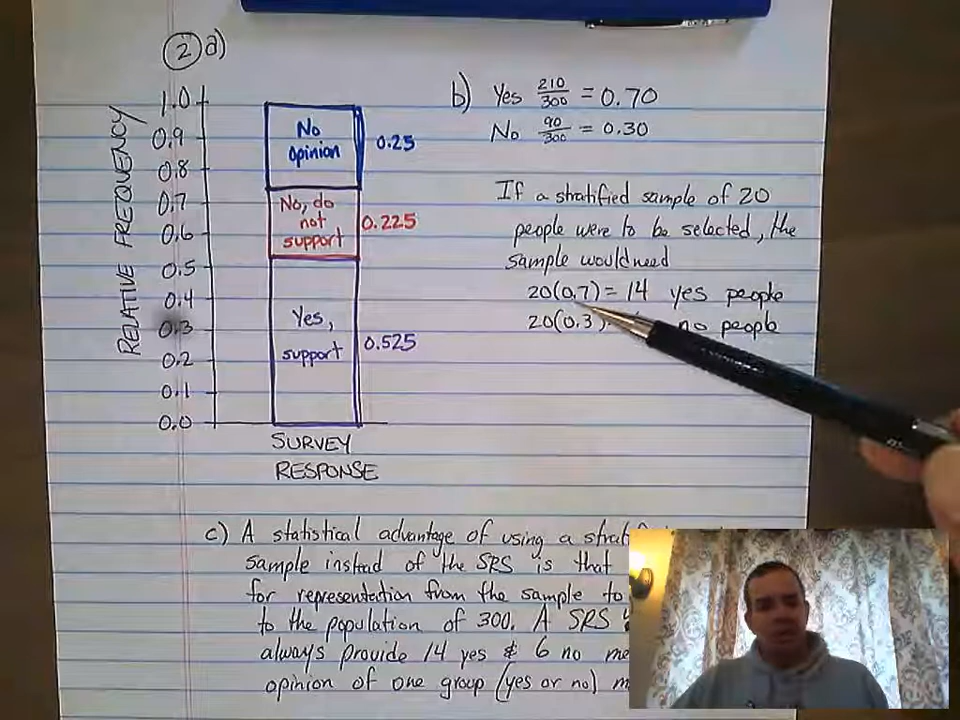 2 a)
RELATIVE FREQUENCY
1.0
0.9
0.8
0.7
0.6
0.5
0.4
0.3
0.2
0.1
0.0
No opinion 0.25
No, do not support 0.225
Yes, support 0.525
SURVEY
RESPONSE
b) Yes 210/300 = 0.70
No 90/300 = 0.30
If a stratified sample of 20
people were to be selected, the
sample would need
20(0.7) = 14 yes people
20(0.3) no people
c) A statistical advantage of using a
sample instead of the SRS is that
for representation from the sample to
to the population of 300. A SRS
always provide 14 yes & 6 no
opinion of one group (yes or no)